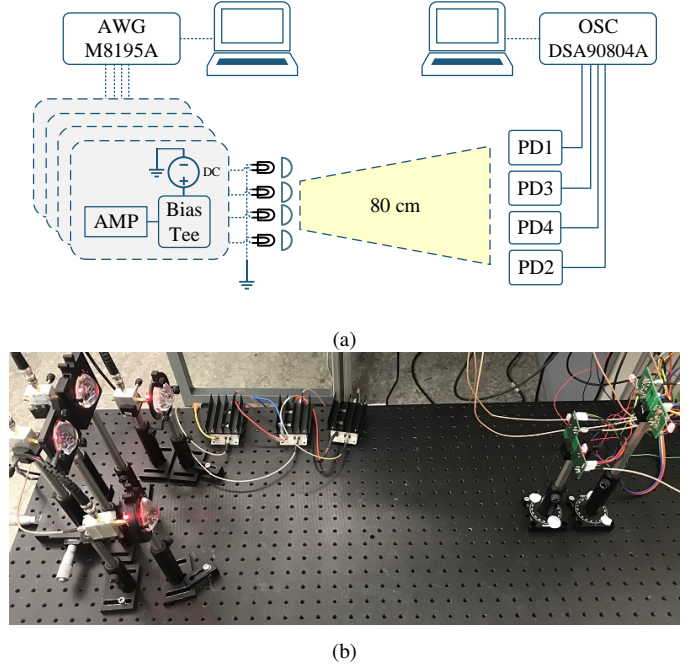 AWG
M8195A
OSC
DSA90804A
DC
AMP
Bias
Tee
80 cm
PD1
PD3
PD4
PD2
(a)
(b)